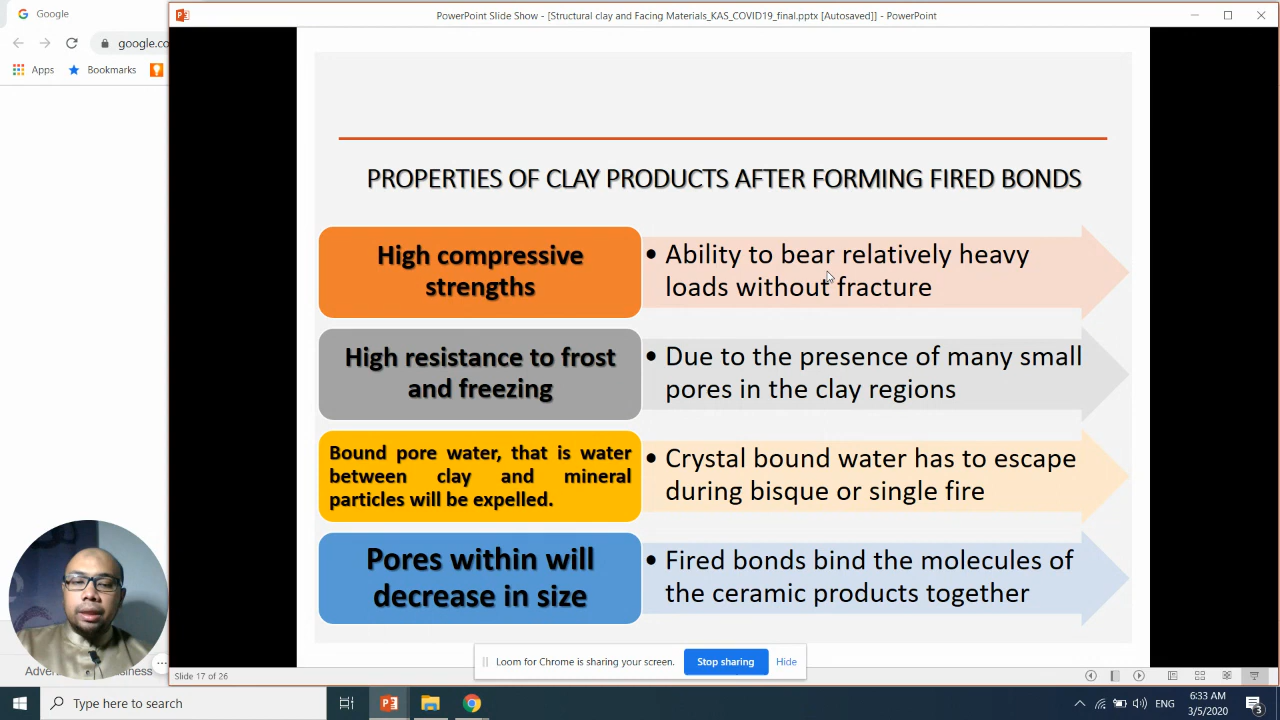 Google
PowerPoint Slide Show - [Structural clay and Facing Materials_KAS_COVID19_final.pptx [Autosaved]] - PowerPoint
google.co
Apps
Bookmarks
PROPERTIES OF CLAY PRODUCTS AFTER FORMING FIRED BONDS
High compressive
strengths
• Ability to bear relatively heavy
loads without fracture
High resistance to frost
and freezing
• Due to the presence of many small
pores in the clay regions
Bound pore water, that is water
between clay and mineral
particles will be expelled.
• Crystal bound water has to escape
during bisque or single fire
Pores within will
decrease in size
• Fired bonds bind the molecules of
the ceramic products together
Loom for Chrome is sharing your screen.
Stop sharing
Hide
Slide 17 of 26
Type here to search
ENG
6:33 AM
3/5/2020
3